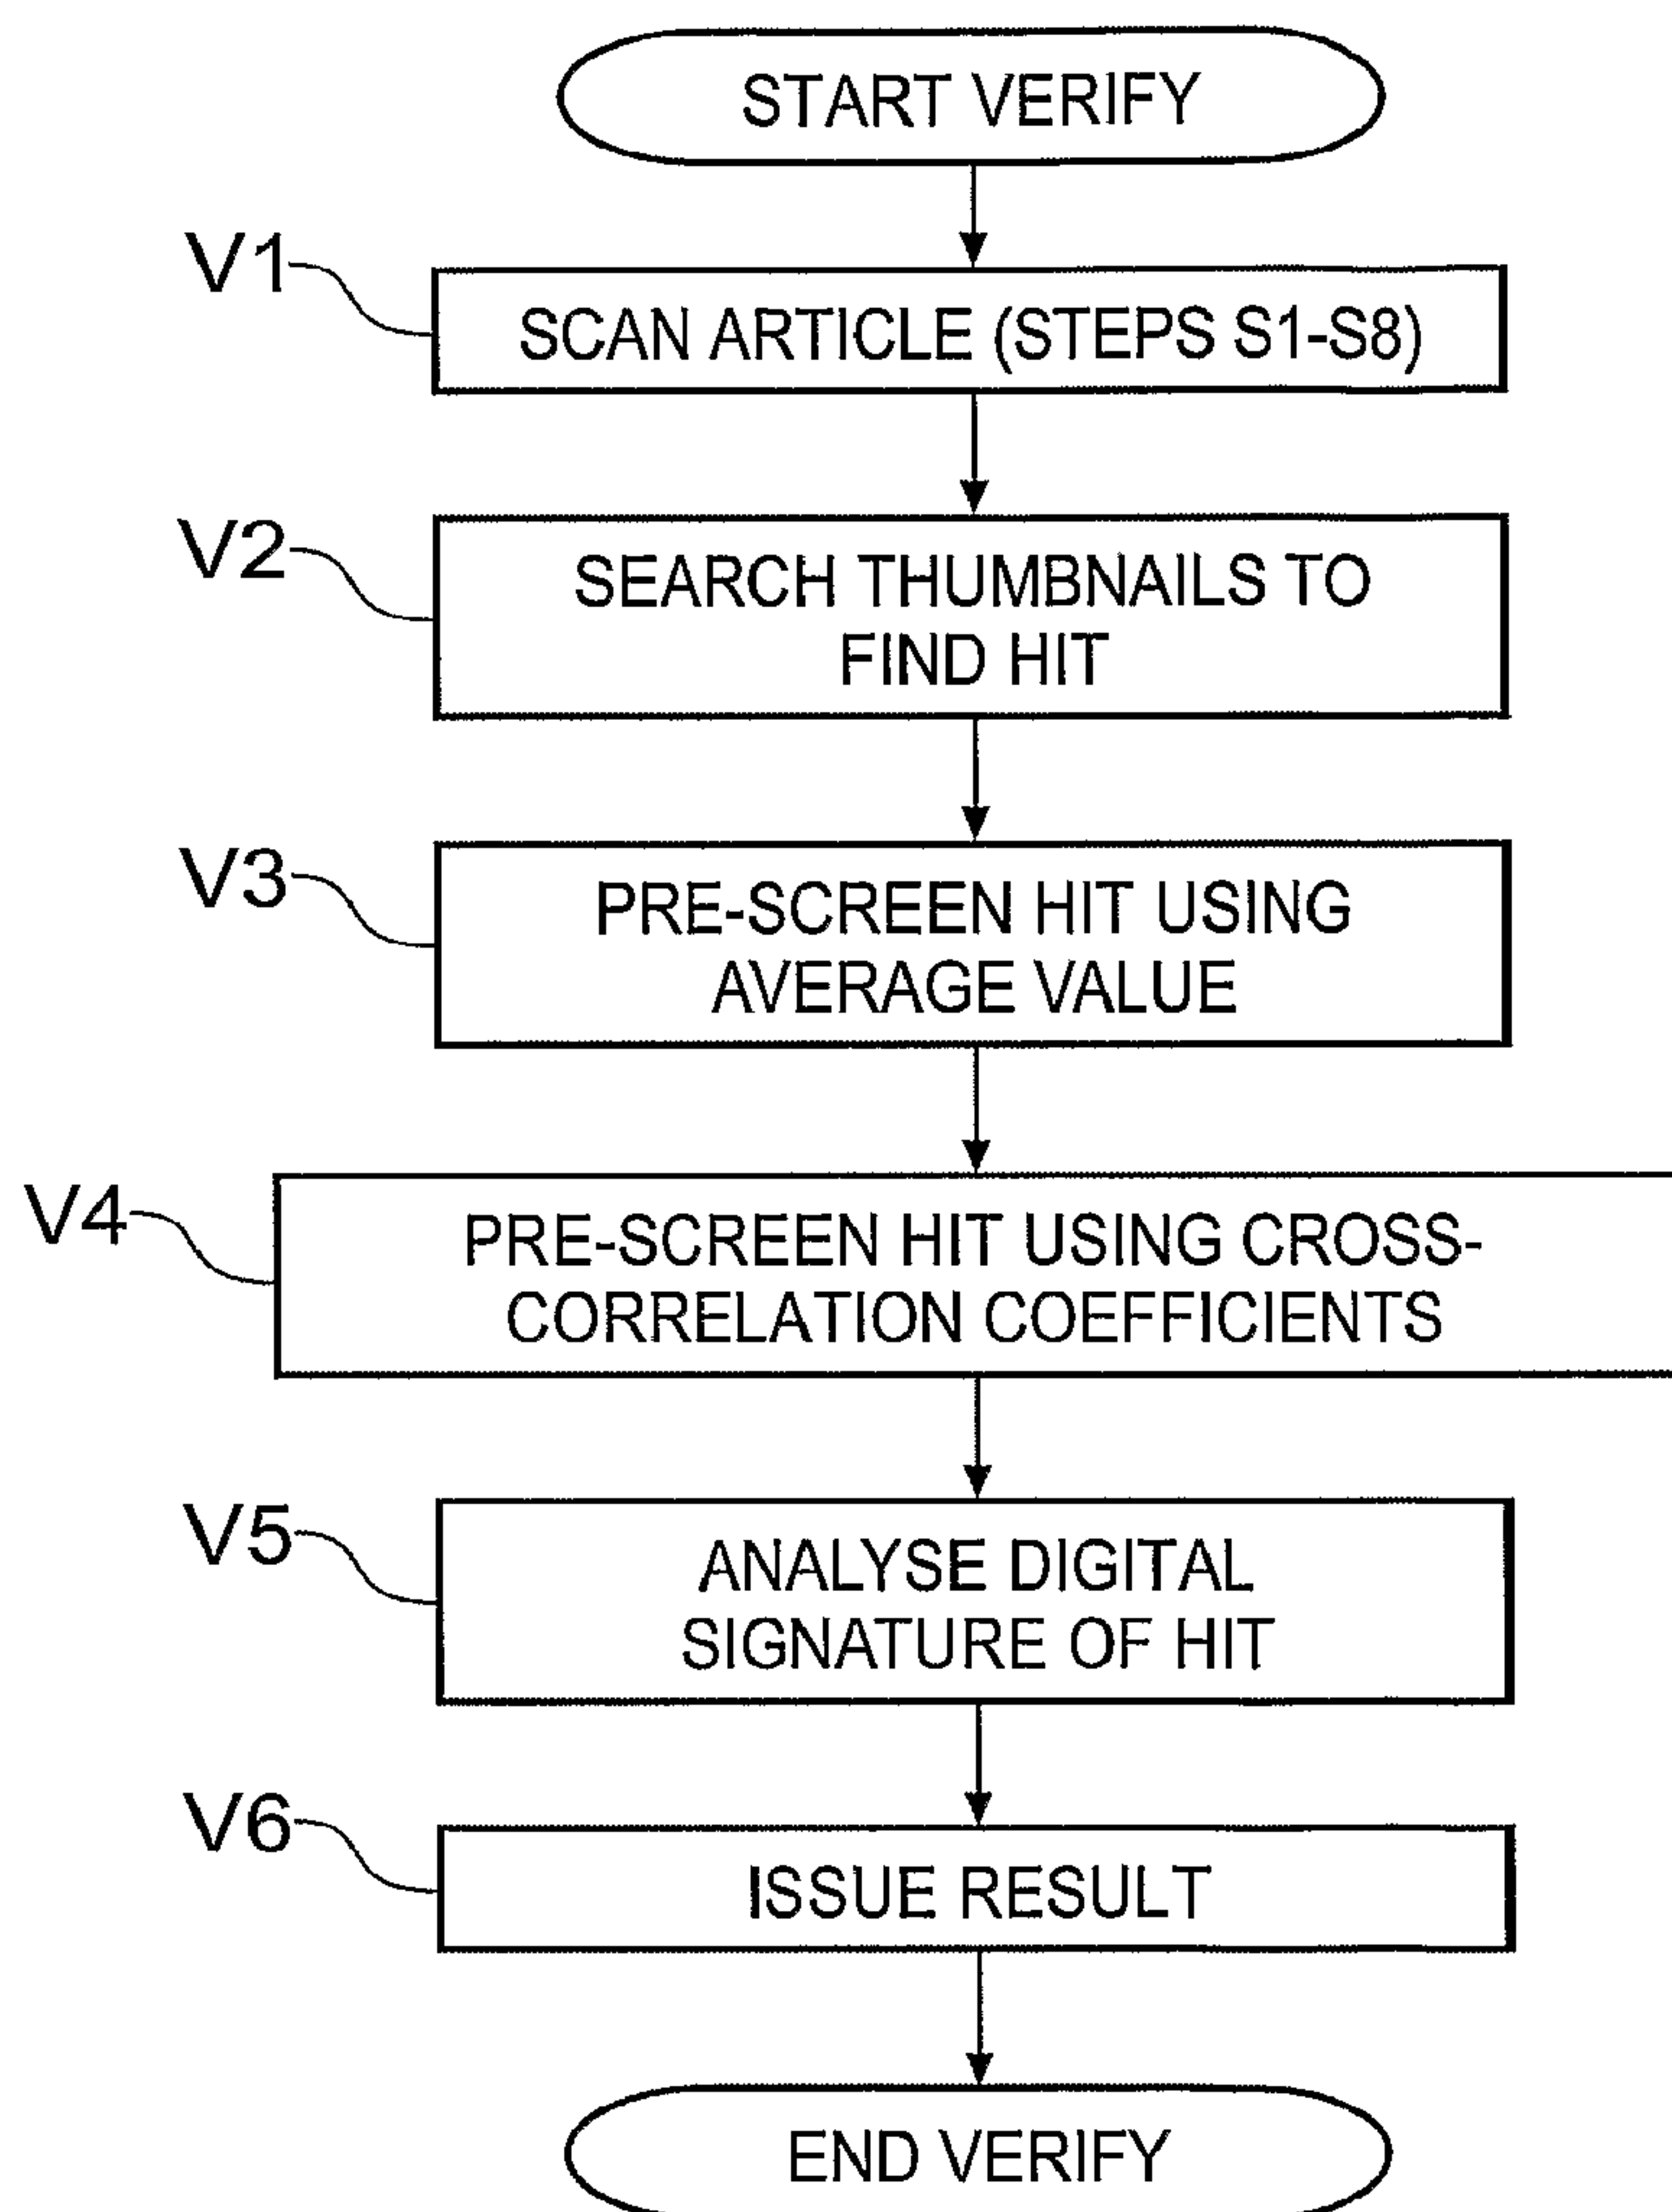 START VERIFY
V1
SCAN ARTICLE (STEPS S1-S8)
V2
SEARCH THUMBNAILS TO
FIND HIT
V3
PRE-SCREEN HIT USING
AVERAGE VALUE
V4
PRE-SCREEN HIT USING CROSS-
CORRELATION COEFFICIENTS
V5
ANALYSE DIGITAL
SIGNATURE OF HIT
V6
ISSUE RESULT
END VERIFY